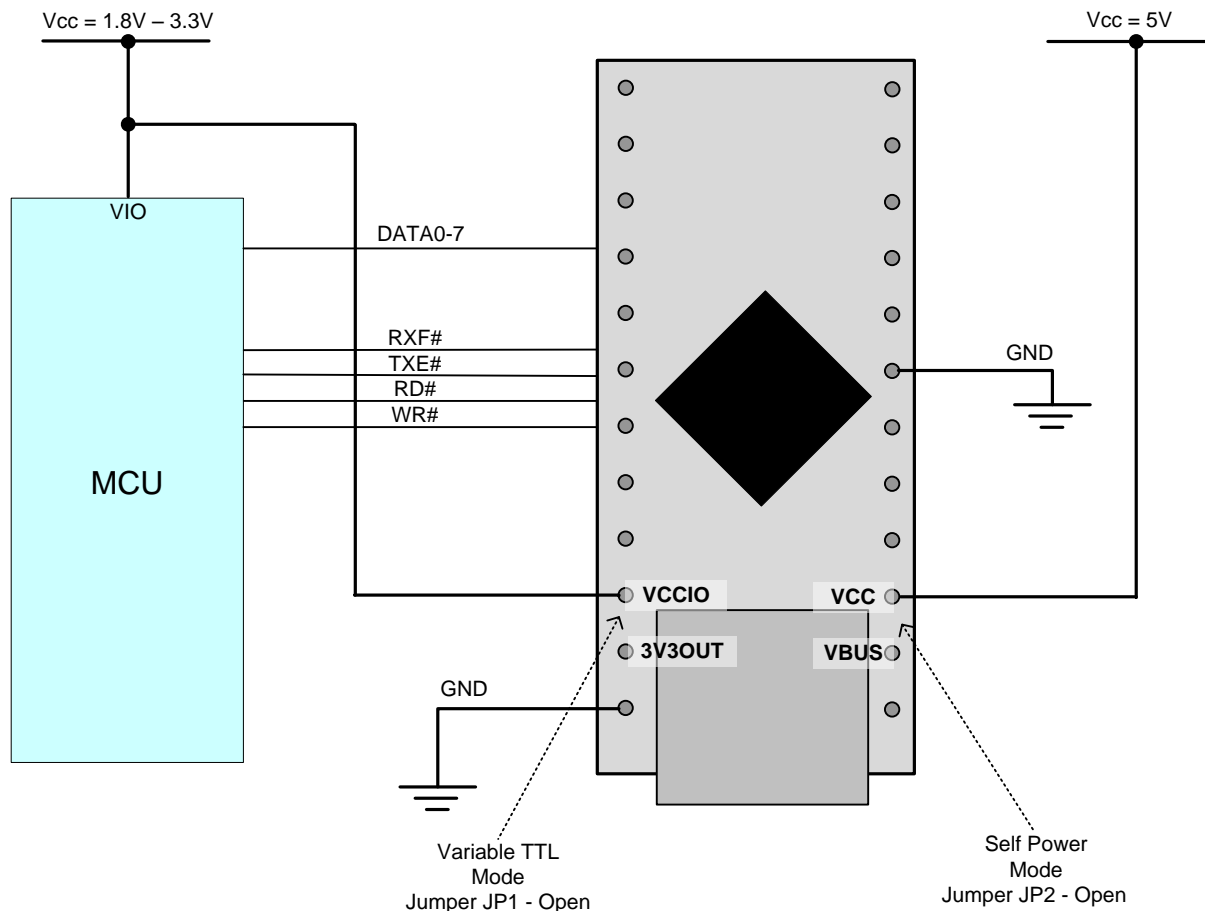 Vcc = 1.8V – 3.3V
Vcc = 5V
VIO
DATA0-7
RXF#
TXE#
RD#
WR#
GND
MCU
VCCIO
VCC
3V3OUT
VBUS
GND
Variable TTL
Mode
Jumper JP1 - Open
Self Power
Mode
Jumper JP2 - Open